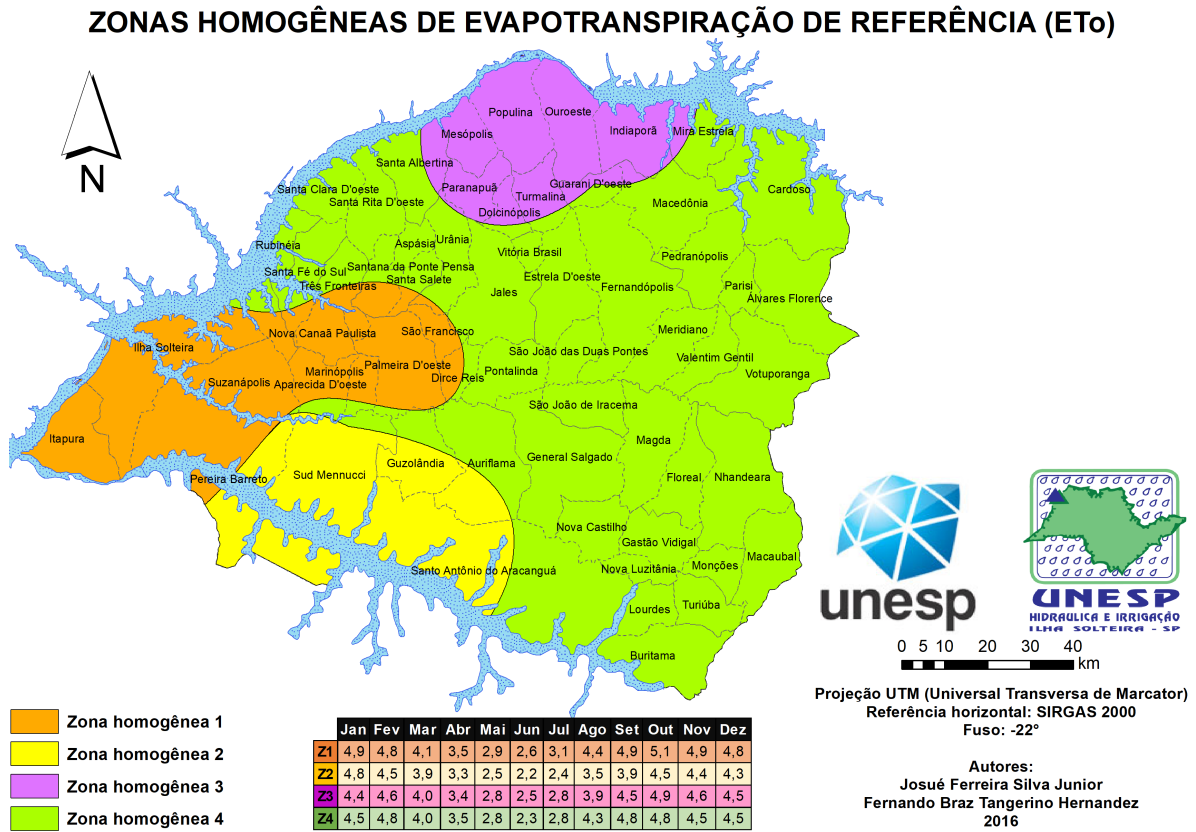 ZONAS HOMOGÊNEAS DE EVAPOTRANSPIRAÇÃO DE REFERÊNCIA (ETo)
N
Populina
Ouroeste
Mesópolis
Indiaporã
Mira Estrela
Santa Albertina
Paranapuã
Guarani D'oeste
Turmalina
Dolcinópolis
Santa Clara D'oeste
Santa Rita D'oeste
Cardoso
Macedônia
Rubinéia
Aspásia
Urânia
Vitória Brasil
Pedranópolis
Santa Fé do Sul
Santana da Ponte Pensa
Santa Salete
Três Fronteiras
Estrela D'oeste
Jales
Fernandópolis
Parisi
Álvares Florence
Nova Canaã Paulista
São Francisco
Meridiano
Ilha Solteira
São João das Duas Pontes
Valentim Gentil
Marinópolis
Palmeira D'oeste
Pontalinda
Votuporanga
Suzanápolis
Aparecida D'oeste
Dirce Reis
São João de Iracema
Itapura
Magda
Pereira Barreto
Sud Mennucci
Guzolândia
Auriflama
General Salgado
Floreal
Nhandeara
Nova Castilho
Gastão Vidigal
Macaubal
Santo Antônio do Aracanguá
Nova Luzitânia
Monções
Lourdes
Turiúba
Buritama
unesp
UNESP
HIDRÁULICA E IRRIGAÇÃO
ILHA SOLTEIRA - SP
0 5 10 20 30 40
km
Projeção UTM (Universal Transversa de Marcator)
Referência horizontal: SIRGAS 2000
Fuso: -22°
Autores:
Josué Ferreira Silva Junior
Fernando Braz Tangerino Hernandez
2016
Zona homogênea 1
Zona homogênea 2
Zona homogênea 3
Zona homogênea 4
Jan Fev Mar Abr Mai Jun Jul Ago Set Out Nov Dez
Z1 4,9 4,8 4,1 3,5 2,9 2,6 3,1 4,4 4,9 5,1 4,9 4,8
Z2 4,8 4,5 3,9 3,3 2,5 2,2 2,4 3,5 3,9 4,5 4,4 4,3
Z3 4,4 4,6 4,0 3,4 2,8 2,5 2,8 3,9 4,5 4,9 4,6 4,5
Z4 4,5 4,8 4,0 3,5 2,8 2,3 2,8 4,3 4,8 4,8 4,5 4,5